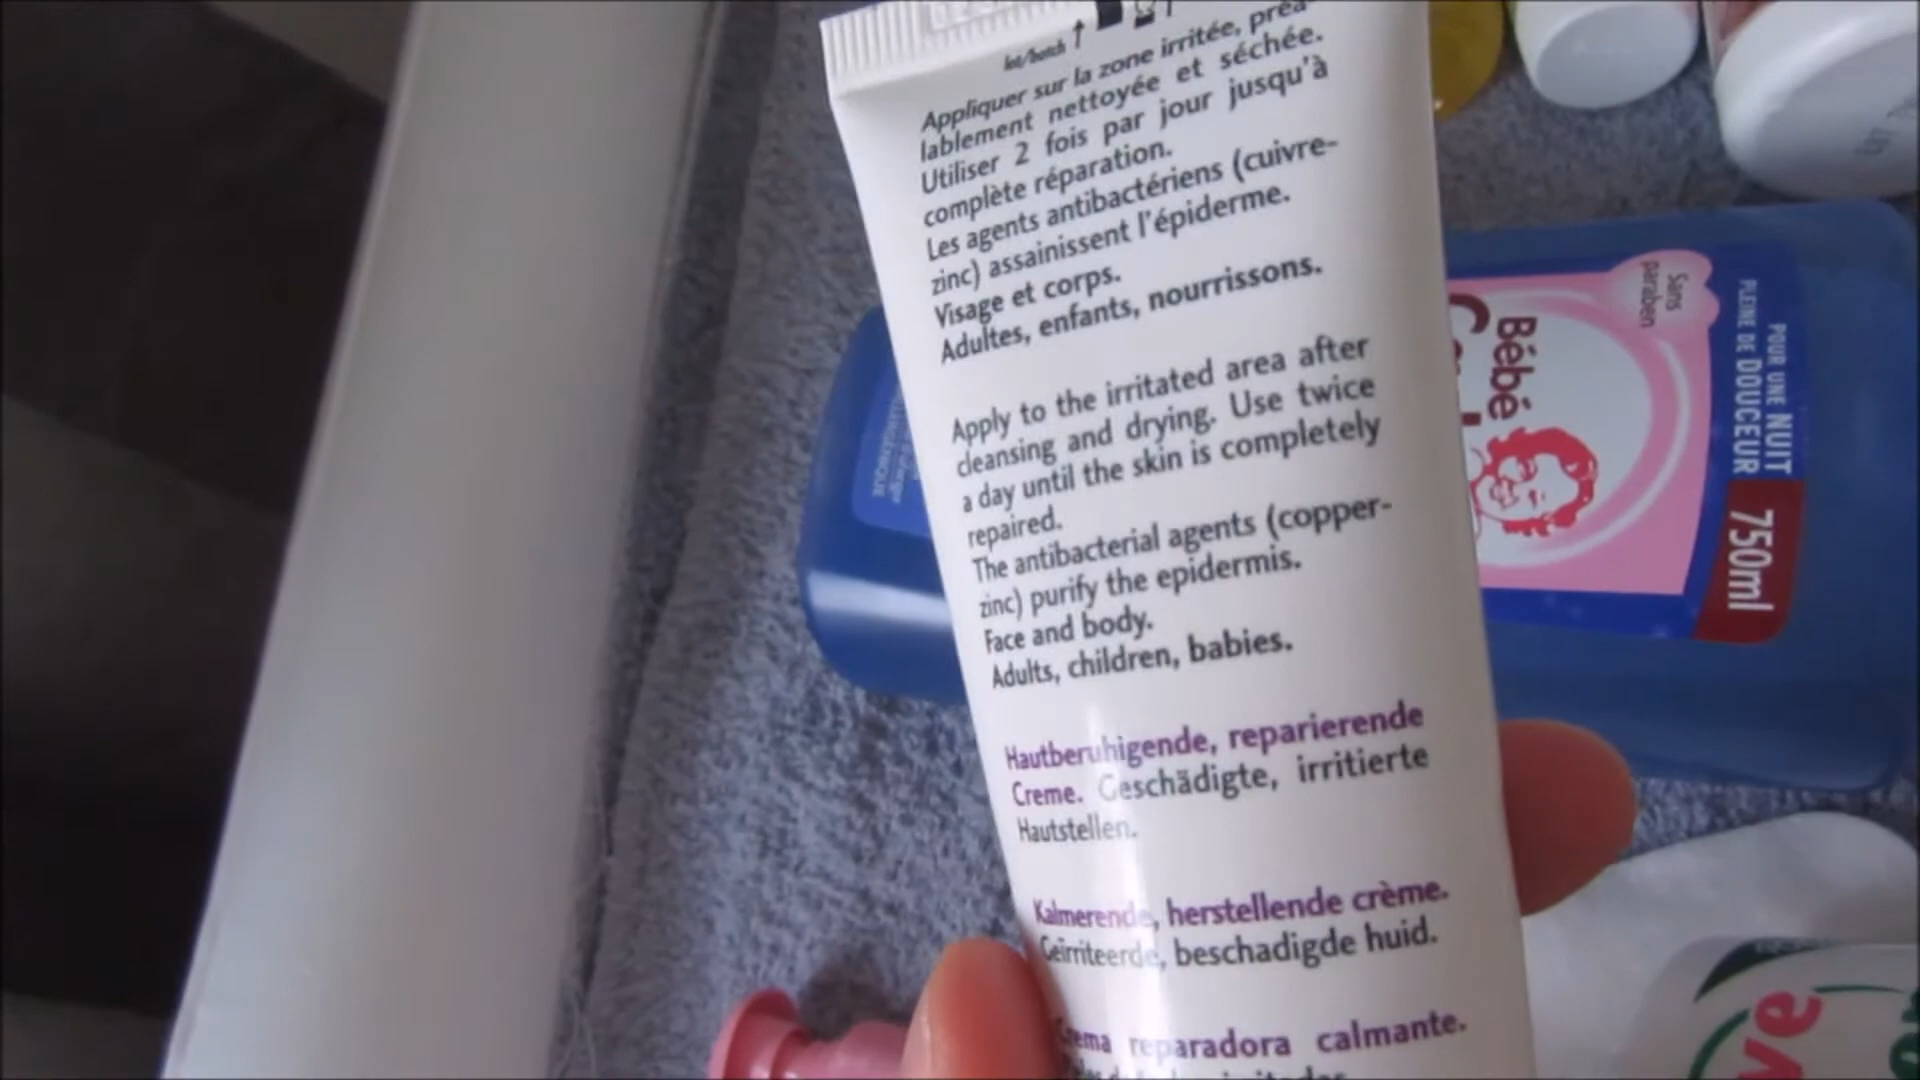 lot/batch
Appliquer sur la zone irritée, préa-
lablement nettoyée et séchée.
Utiliser 2 fois par jour jusqu'à
complète réparation.
Les agents antibactériens (cuivre-
zinc) assainissent l'épiderme.
Visage et corps.
Adultes, enfants, nourrissons.
Apply to the irritated area after
cleansing and drying. Use twice
a day until the skin is completely
repaired.
The antibacterial agents (copper-
zinc) purify the epidermis.
Face and body.
Adults, children, babies.
Hautberuhigende, reparierende
Creme. Geschädigte, irritierte
Hautstellen.
Kalmerende, herstellende crème.
Geïrriteerde, beschadigde huid.
Crema reparadora calmante.
Sans
paraben
Bébé
POUR UNE NUIT
PLEINE DE DOUCEUR
750ml